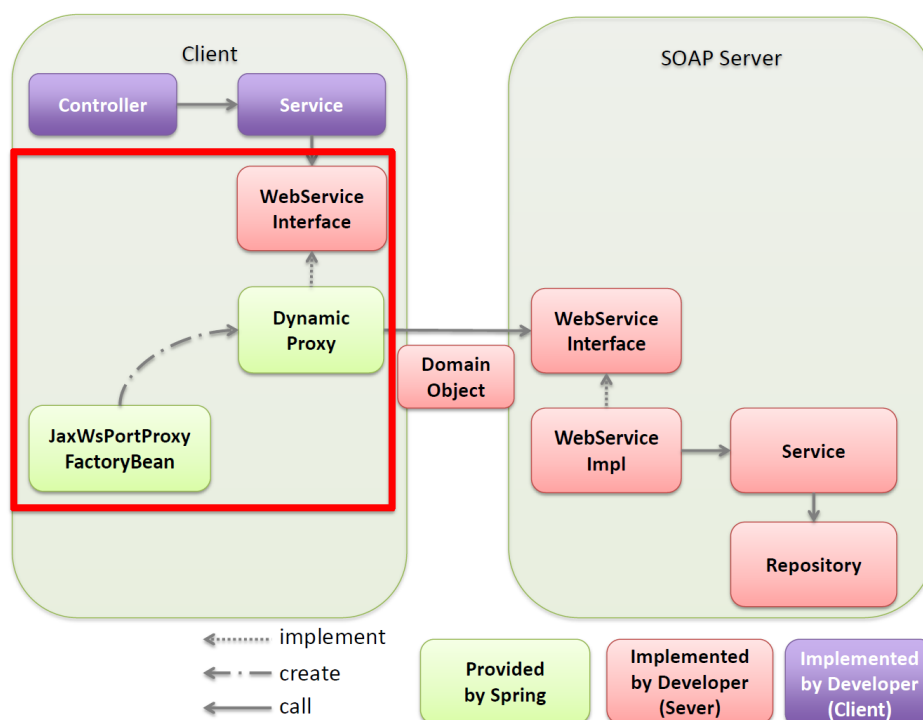 Client
SOAP Server
Controller
Service
WebService
Interface
Dynamic
Proxy
JaxWsPortProxy
FactoryBean
Domain
Object
WebService
Interface
WebService
Impl
Service
Repository
implement
create
call
Provided
by Spring
Implemented
by Developer
(Sever)
Implemented
by Developer
(Client)